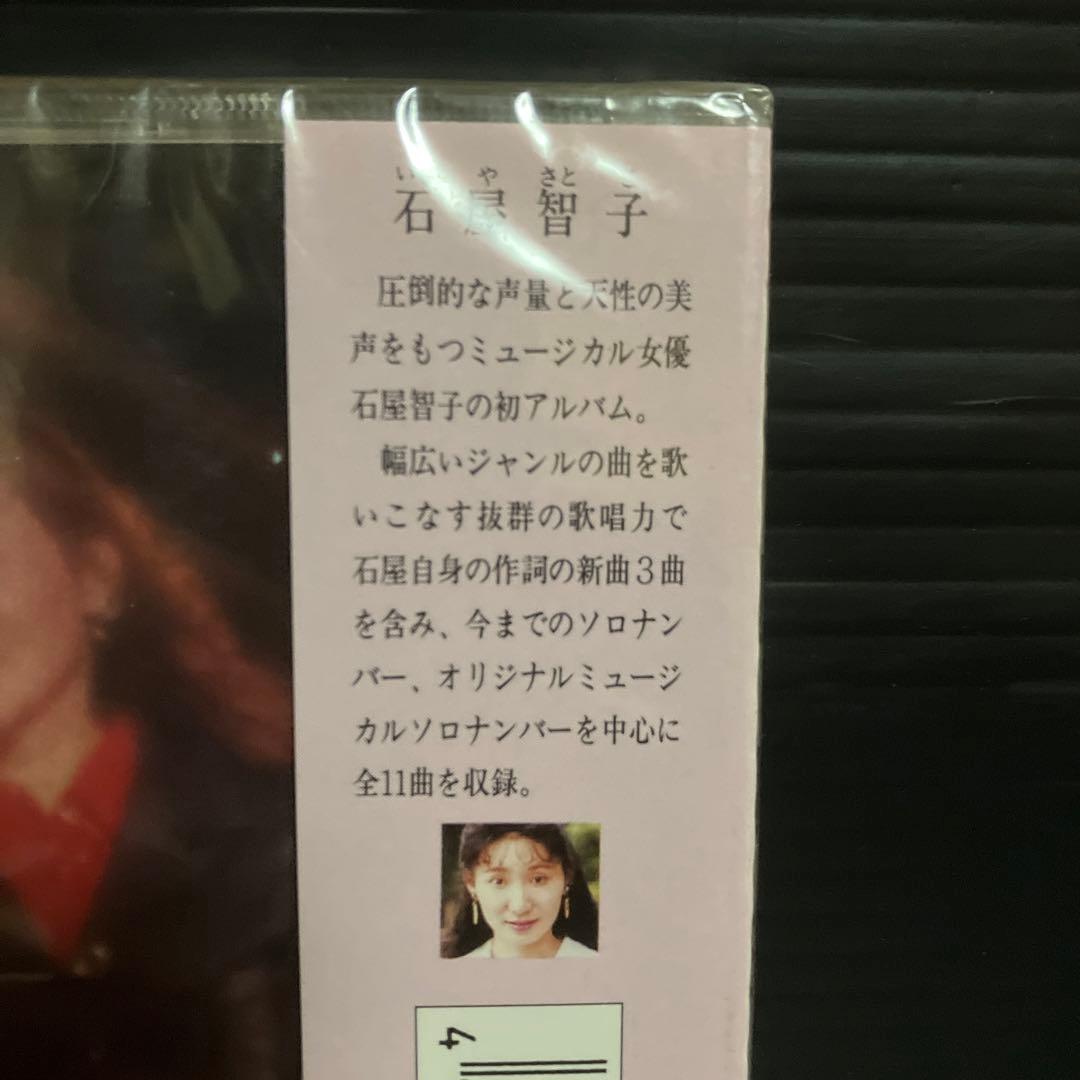 い や さと こ
石屋智子
圧倒的な声量と天性の美
声をもつミュージカル女優
石屋智子の初アルバム。
幅広いジャンルの曲を歌
いこなす抜群の歌唱力で
石屋自身の作詞の新曲3曲
を含み、今までのソロナン
バー、オリジナルミュージ
カルソロナンバーを中心に
全11曲を収録。
4